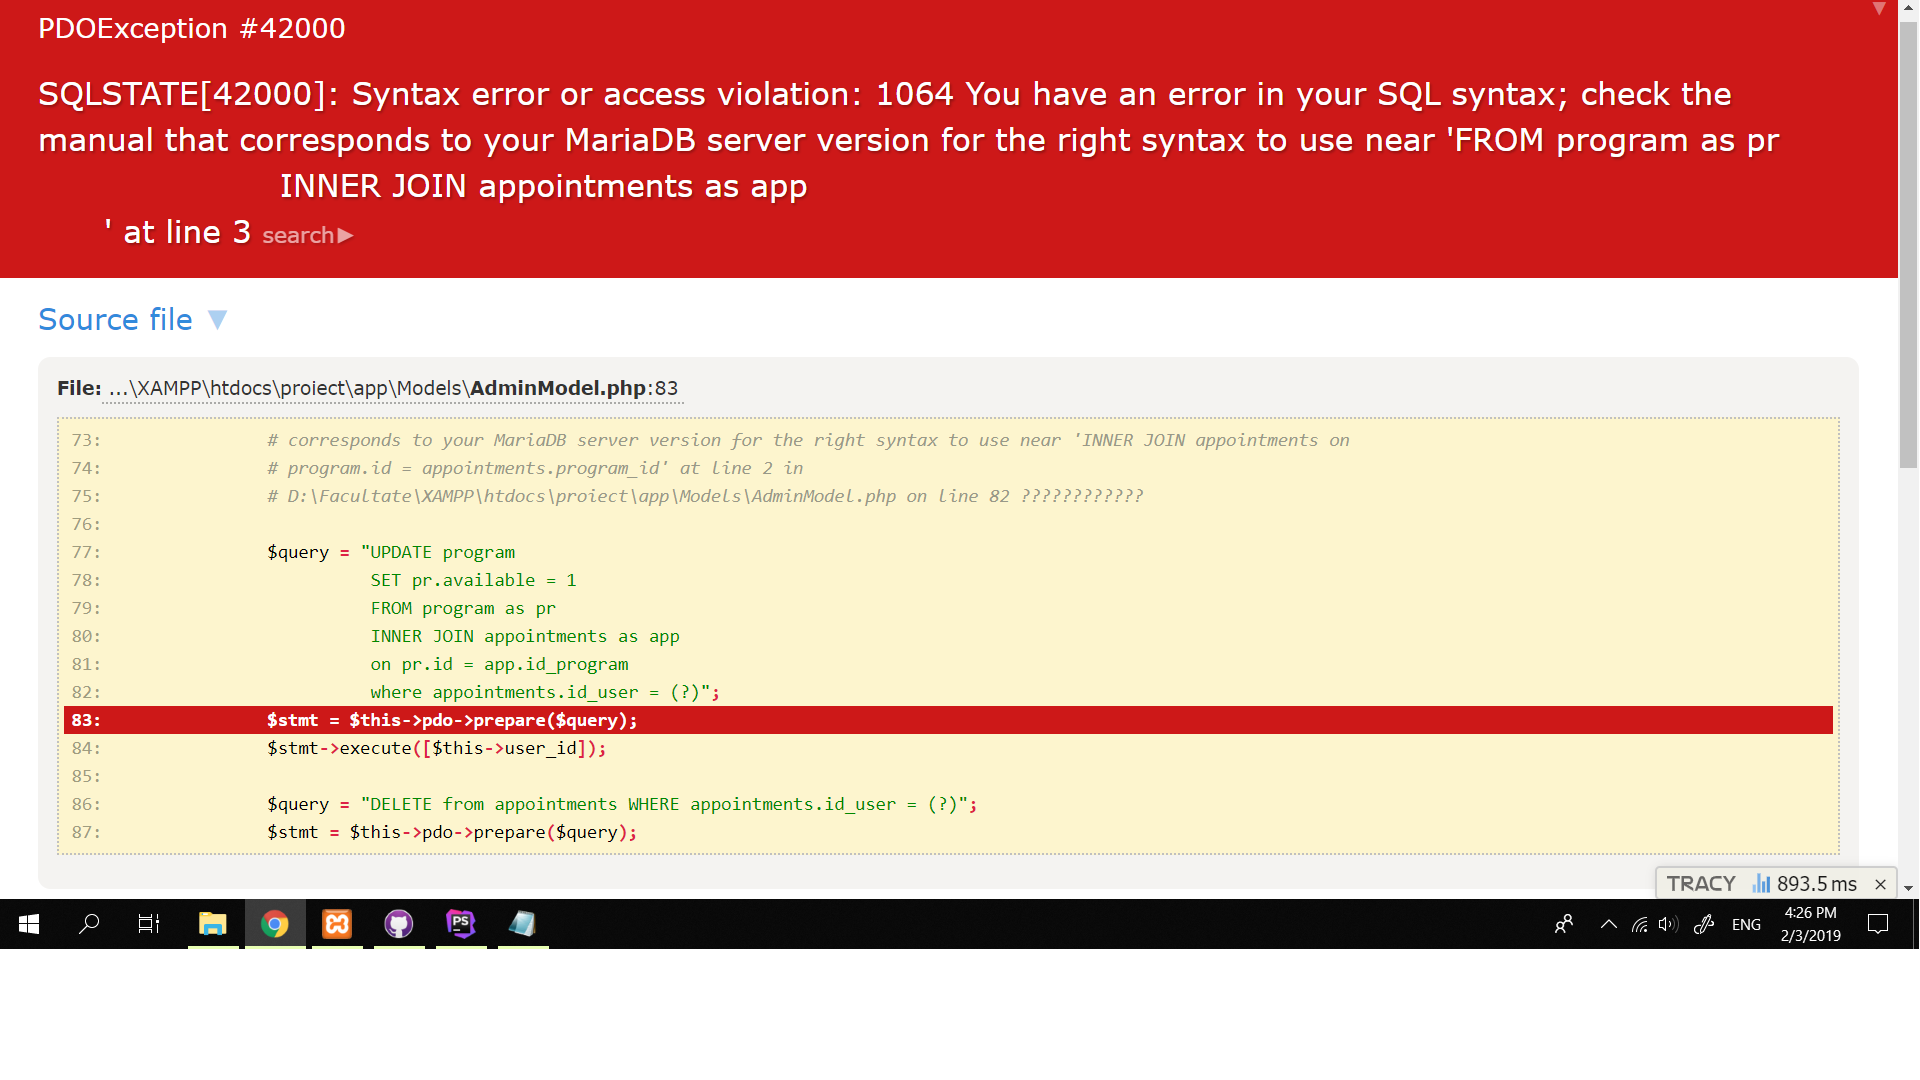 PDOException #42000
SQLSTATE[42000]: Syntax error or access violation: 1064 You have an error in your SQL syntax; check the
manual that corresponds to your MariaDB server version for the right syntax to use near 'FROM program as pr
INNER JOIN appointments as app
' at line 3 search►
Source file ▼
File: ...\XAMPP\htdocs\proiect\app\Models\AdminModel.php:83
73: # corresponds to your MariaDB server version for the right syntax to use near 'INNER JOIN appointments on
74: # program.id = appointments.program_id' at line 2 in
75: # D:\Facultate\XAMPP\htdocs\proiect\app\Models\AdminModel.php on line 82 ????????????
76:
77: $query = "UPDATE program
78: SET pr.available = 1
79: FROM program as pr
80: INNER JOIN appointments as app
81: on pr.id = app.id_program
82: where appointments.id_user = (?)";
83: $stmt = $this->pdo->prepare($query);
84: $stmt->execute([$this->user_id]);
85:
86: $query = "DELETE from appointments WHERE appointments.id_user = (?)";
87: $stmt = $this->pdo->prepare($query);
TRACY 893.5 ms ×
PS
ENG
4:26 PM
2/3/2019